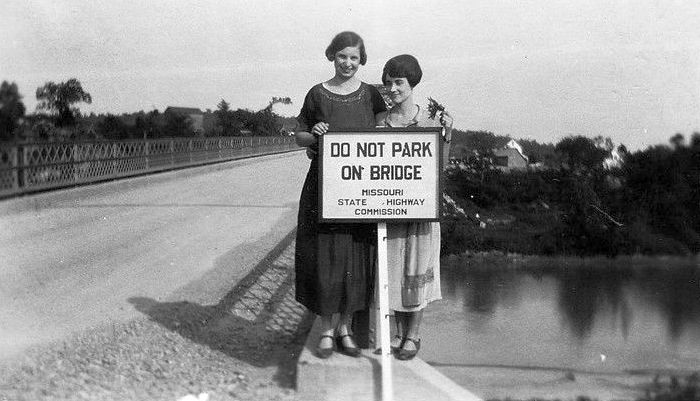 DO NOT PARK
ON BRIDGE
MISSOURI
STATE HIGHWAY
COMMISSION